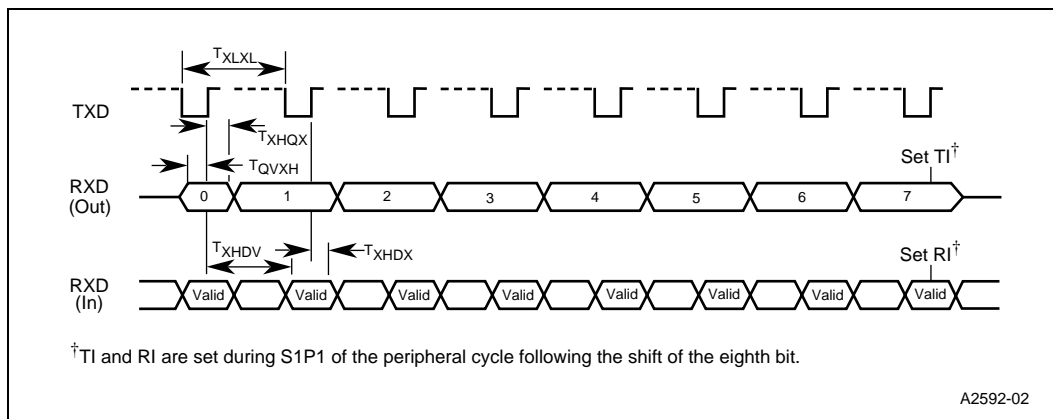 TXLXL
TXD
TXHQX
TQVXH
Set TI†
RXD
(Out)
0 1 2 3 4 5 6 7
TXHDV
TXHDX
Set RI†
RXD
(In)
Valid Valid Valid Valid Valid Valid Valid Valid
†TI and RI are set during S1P1 of the peripheral cycle following the shift of the eighth bit.
A2592-02